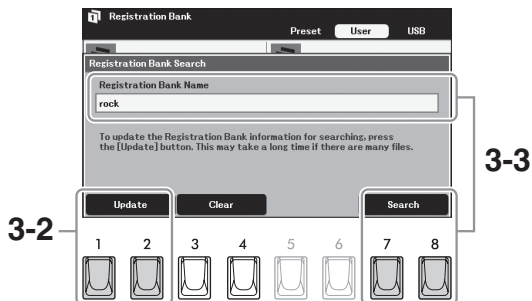 1 Registration Bank
Preset User USB
Registration Bank Search
Registration Bank Name
rock
To update the Registration Bank information for searching, press
the [Update] button. This may take a long time if there are many files.
3-3
Update Clear Search
3-2
1 2 3 4 5 6 7 8